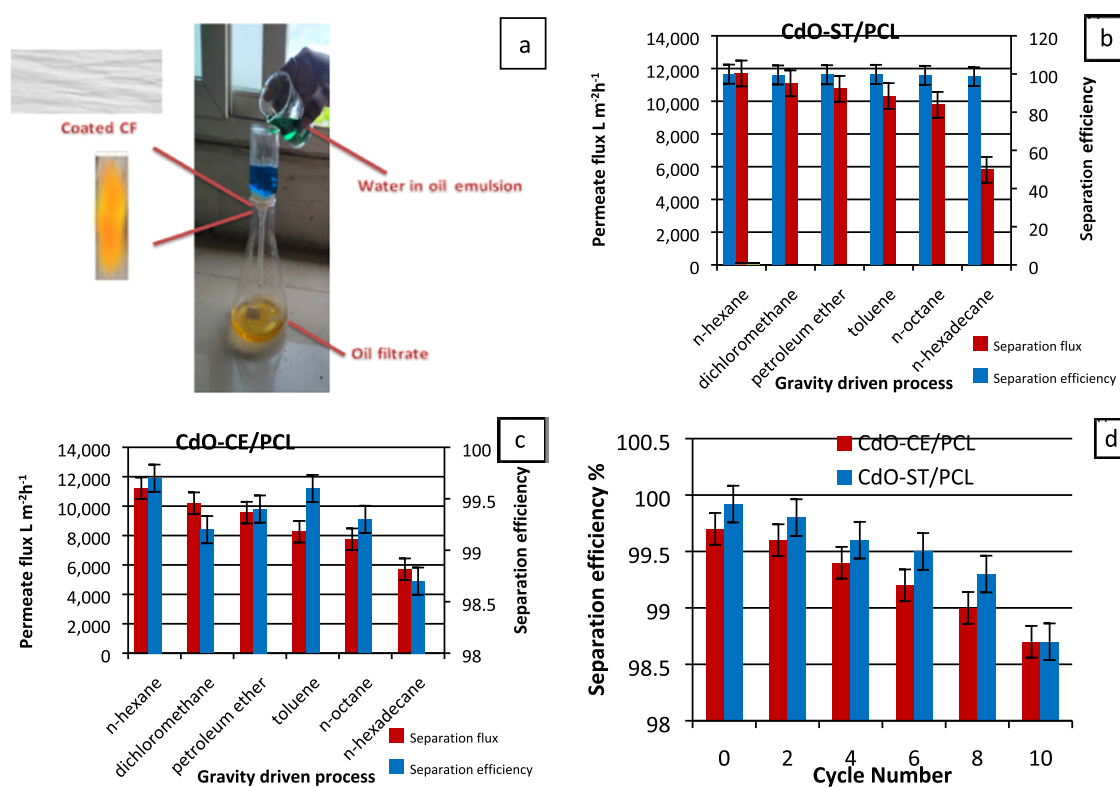 a
Coated CF
Water in oil emulsion
Oil filtrate
b
CdO-ST/PCL
Permeate flux L m⁻²h⁻¹
14,000
12,000
10,000
8,000
6,000
4,000
2,000
0
120
100
80
60
40
20
0
Separation efficiency
n-hexane
dichloromethane
petroleum ether
toluene
n-octane
n-hexadecane
Gravity driven process
Separation flux
Separation efficiency
c
CdO-CE/PCL
Permeate flux L m⁻²h⁻¹
14,000
12,000
10,000
8,000
6,000
4,000
2,000
0
100
99.5
99
98.5
98
Separation efficiency
n-hexane
dichloromethane
petroleum ether
toluene
n-octane
n-hexadecane
Gravity driven process
Separation flux
Separation efficiency
d
CdO-CE/PCL
CdO-ST/PCL
Separation efficiency %
100.5
100
99.5
99
98.5
98
0 2 4 6 8 10
Cycle Number